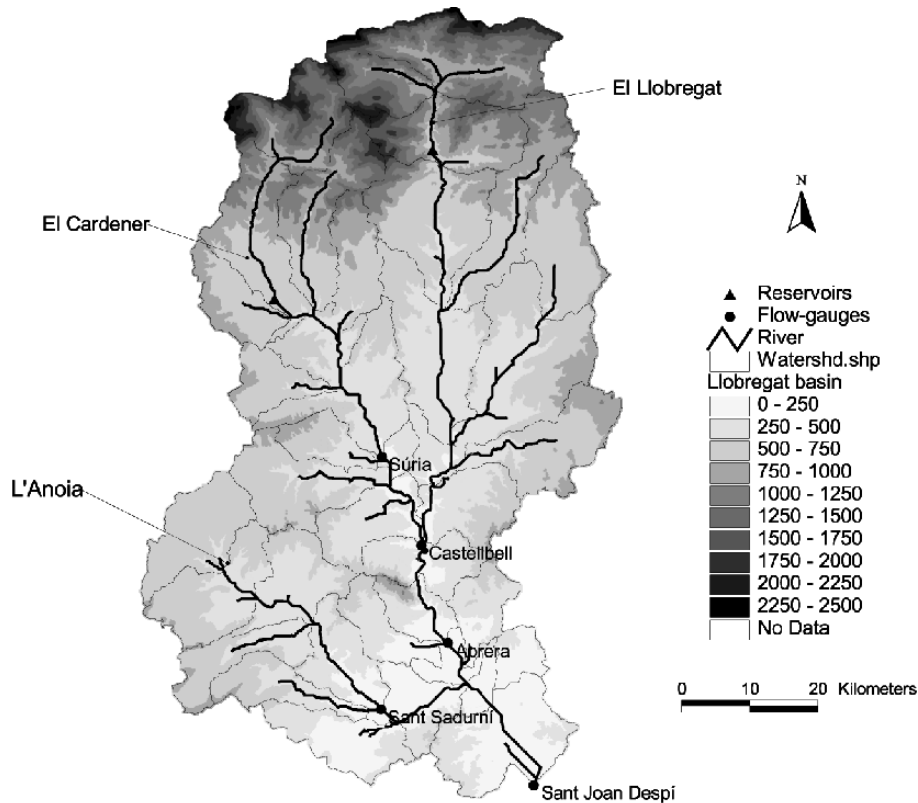 El Llobregat
El Cardener
L'Anoia
Súria
Castellbell
Abrera
Sant Sadurní
Sant Joan Despí
N
Reservoirs
Flow-gauges
River
Watershd.shp
Llobregat basin
0 - 250
250 - 500
500 - 750
750 - 1000
1000 - 1250
1250 - 1500
1500 - 1750
1750 - 2000
2000 - 2250
2250 - 2500
No Data
0 10 20 Kilometers